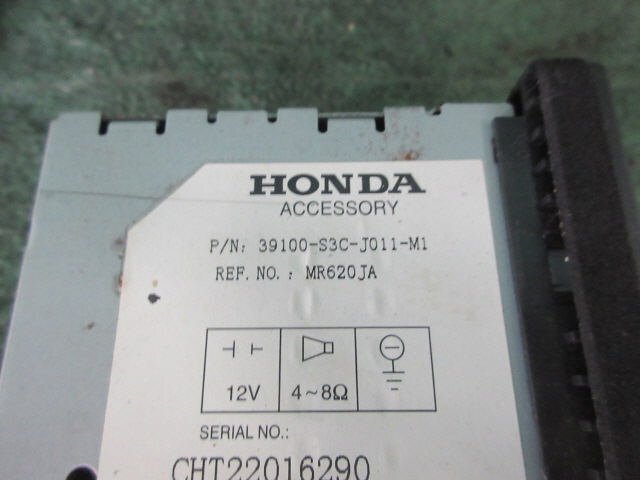 HONDA
ACCESSORY
P/N: 39100-S3C-J011-M1
REF.NO.: MR620JA
12V 4~8Ω
SERIAL NO.:
CHT22016290